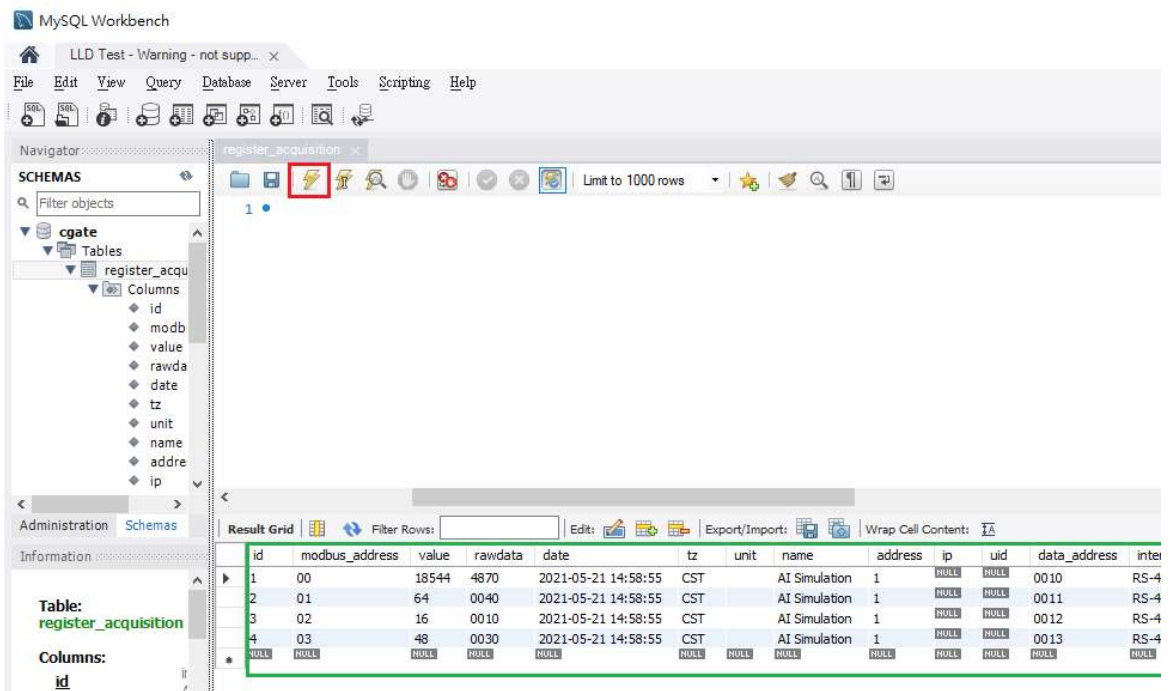 MySQL Workbench
LLD Test - Warning - not supp...
File Edit View Query Database Server Tools Scripting Help
Navigator
register_acquisition
SCHEMAS
Limit to 1000 rows
Filter objects
1
cgate
Tables
register_acqu
Columns
id
modb
value
rawda
date
tz
unit
name
addre
ip
Administration Schemas
Result Grid Filter Rows: Edit: Export/Import: Wrap Cell Content:
Information
id modbus_address value rawdata date tz unit name address ip uid data_address inter
1 00 18544 4870 2021-05-21 14:58:55 CST AI Simulation 1 NULL NULL 0010 RS-4
2 01 64 0040 2021-05-21 14:58:55 CST AI Simulation 1 NULL NULL 0011 RS-4
3 02 16 0010 2021-05-21 14:58:55 CST AI Simulation 1 NULL NULL 0012 RS-4
4 03 48 0030 2021-05-21 14:58:55 CST AI Simulation 1 NULL NULL 0013 RS-4
NULL NULL NULL NULL NULL NULL NULL NULL NULL NULL NULL NULL NULL
Table:
register_acquisition
Columns:
id